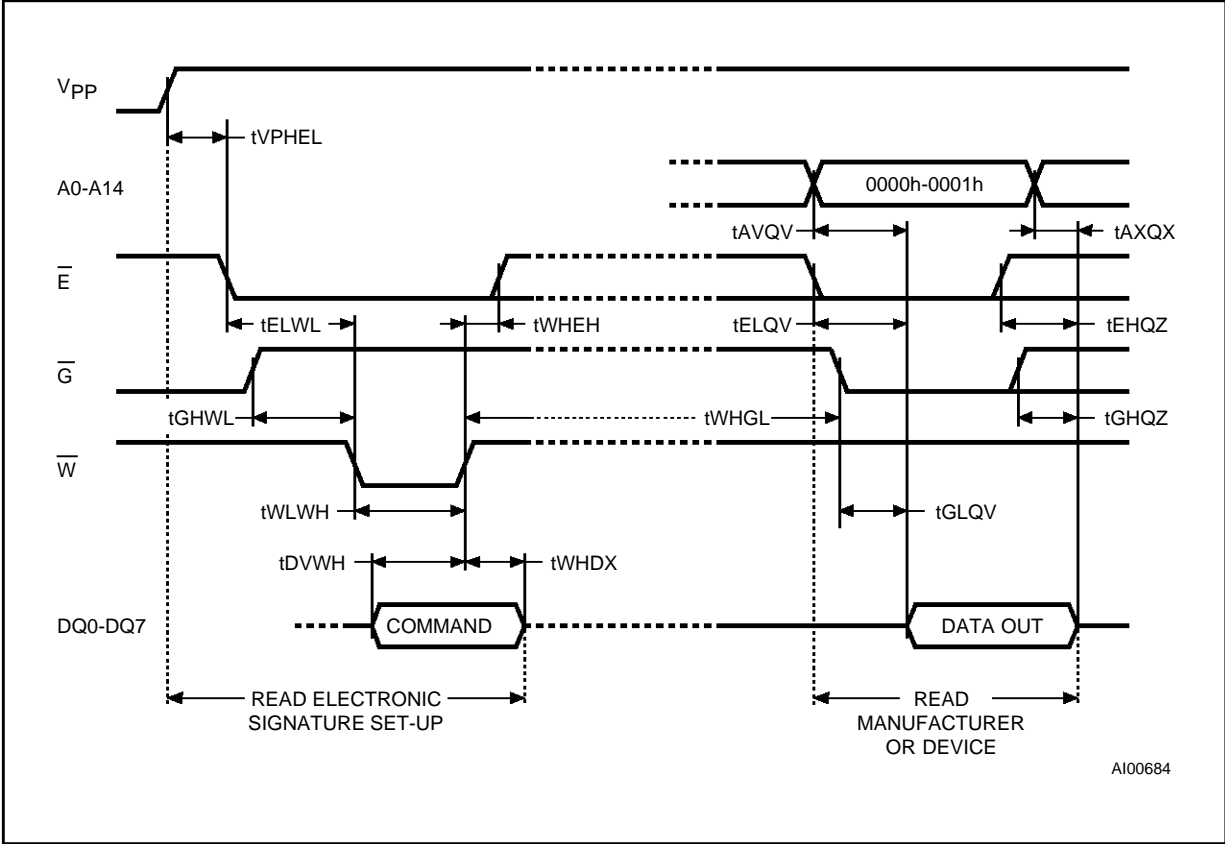 VPP
tVPHEL
A0-A14
0000h-0001h
tAVQV
tAXQX
E
tELWL
tWHEH
tELQV
tEHQZ
G
tGHWL
tWHGL
tGHQZ
W
tWLWH
tGLQV
tDVWH
tWHDX
DQ0-DQ7
COMMAND
DATA OUT
READ ELECTRONIC
SIGNATURE SET-UP
READ
MANUFACTURER
OR DEVICE
AI00684